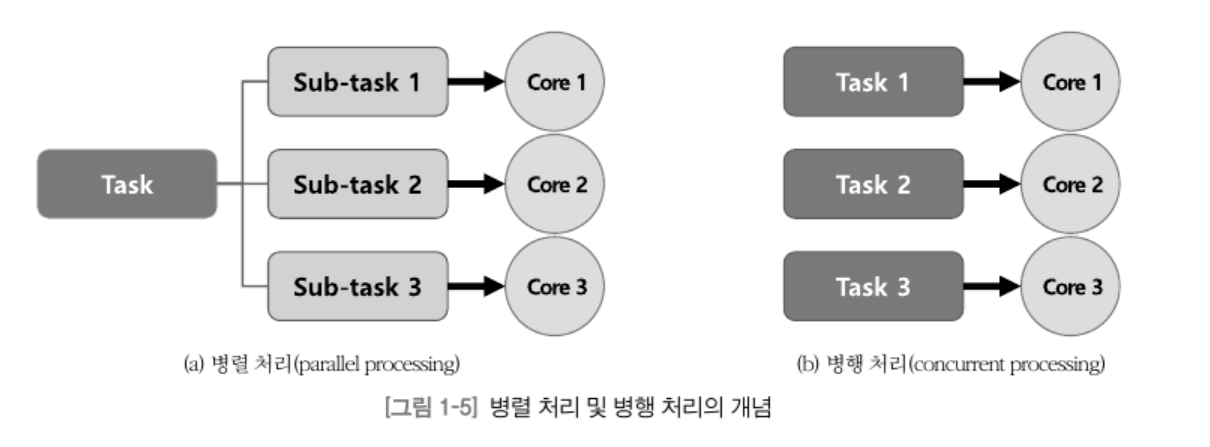 Task
Sub-task 1
Core 1
Sub-task 2
Core 2
Sub-task 3
Core 3
(a) 병렬 처리(parallel processing)
Task 1
Core 1
Task 2
Core 2
Task 3
Core 3
(b) 병행 처리(concurrent processing)
[그림 1-5] 병렬 처리 및 병행 처리의 개념